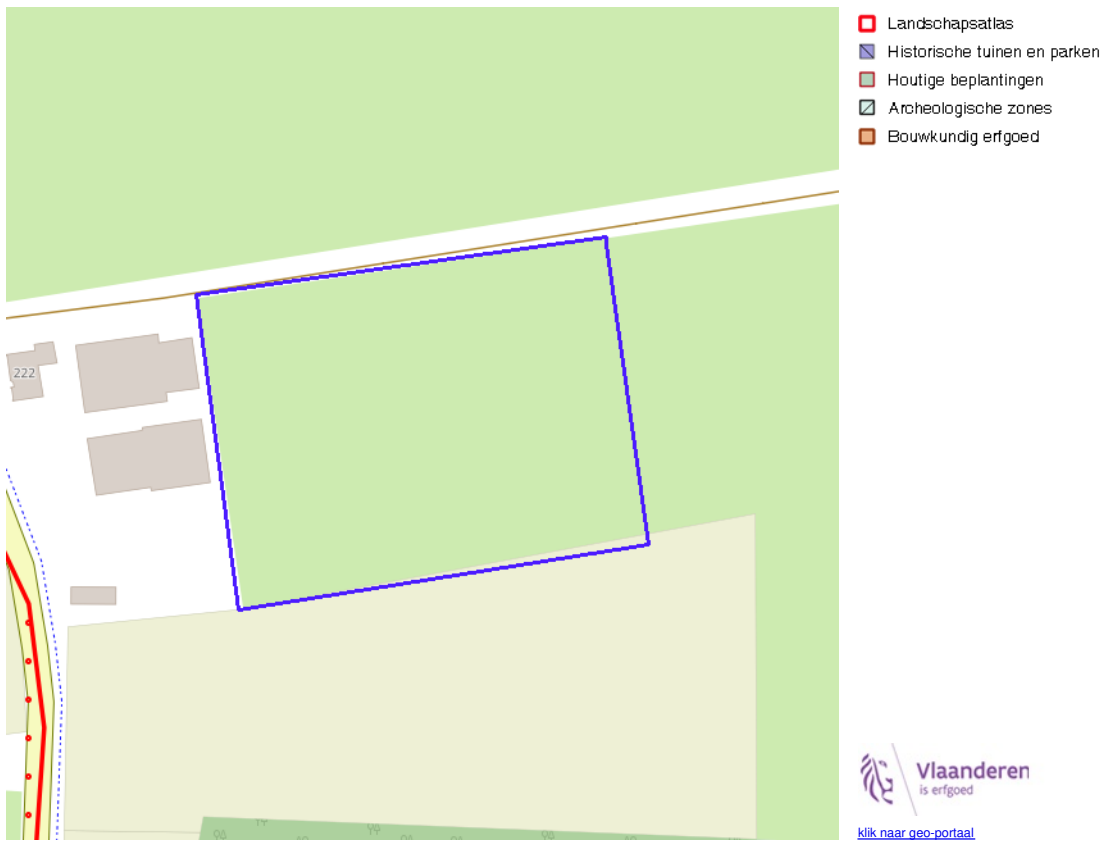 Landschapsatlas
Historische tuinen en parken
Houtige beplantingen
Archeologische zones
Bouwkundig erfgoed
222
Vlaanderen
is erfgoed
klik naar geo-portaal